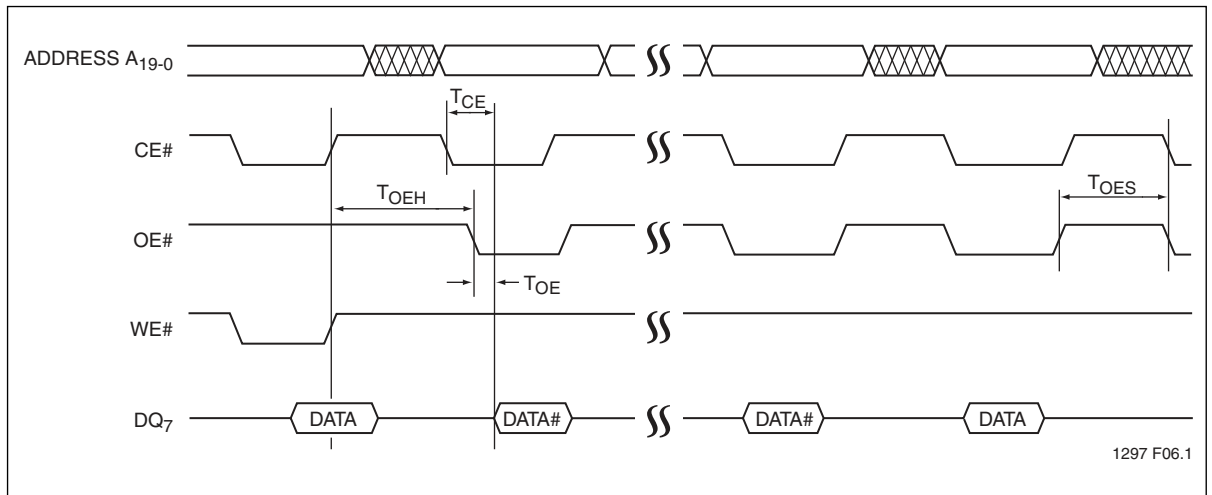 ADDRESS A19-0
TCE
CE#
TOEH
TOES
OE#
TOE
WE#
DQ7
DATA
DATA#
DATA#
DATA
1297 F06.1